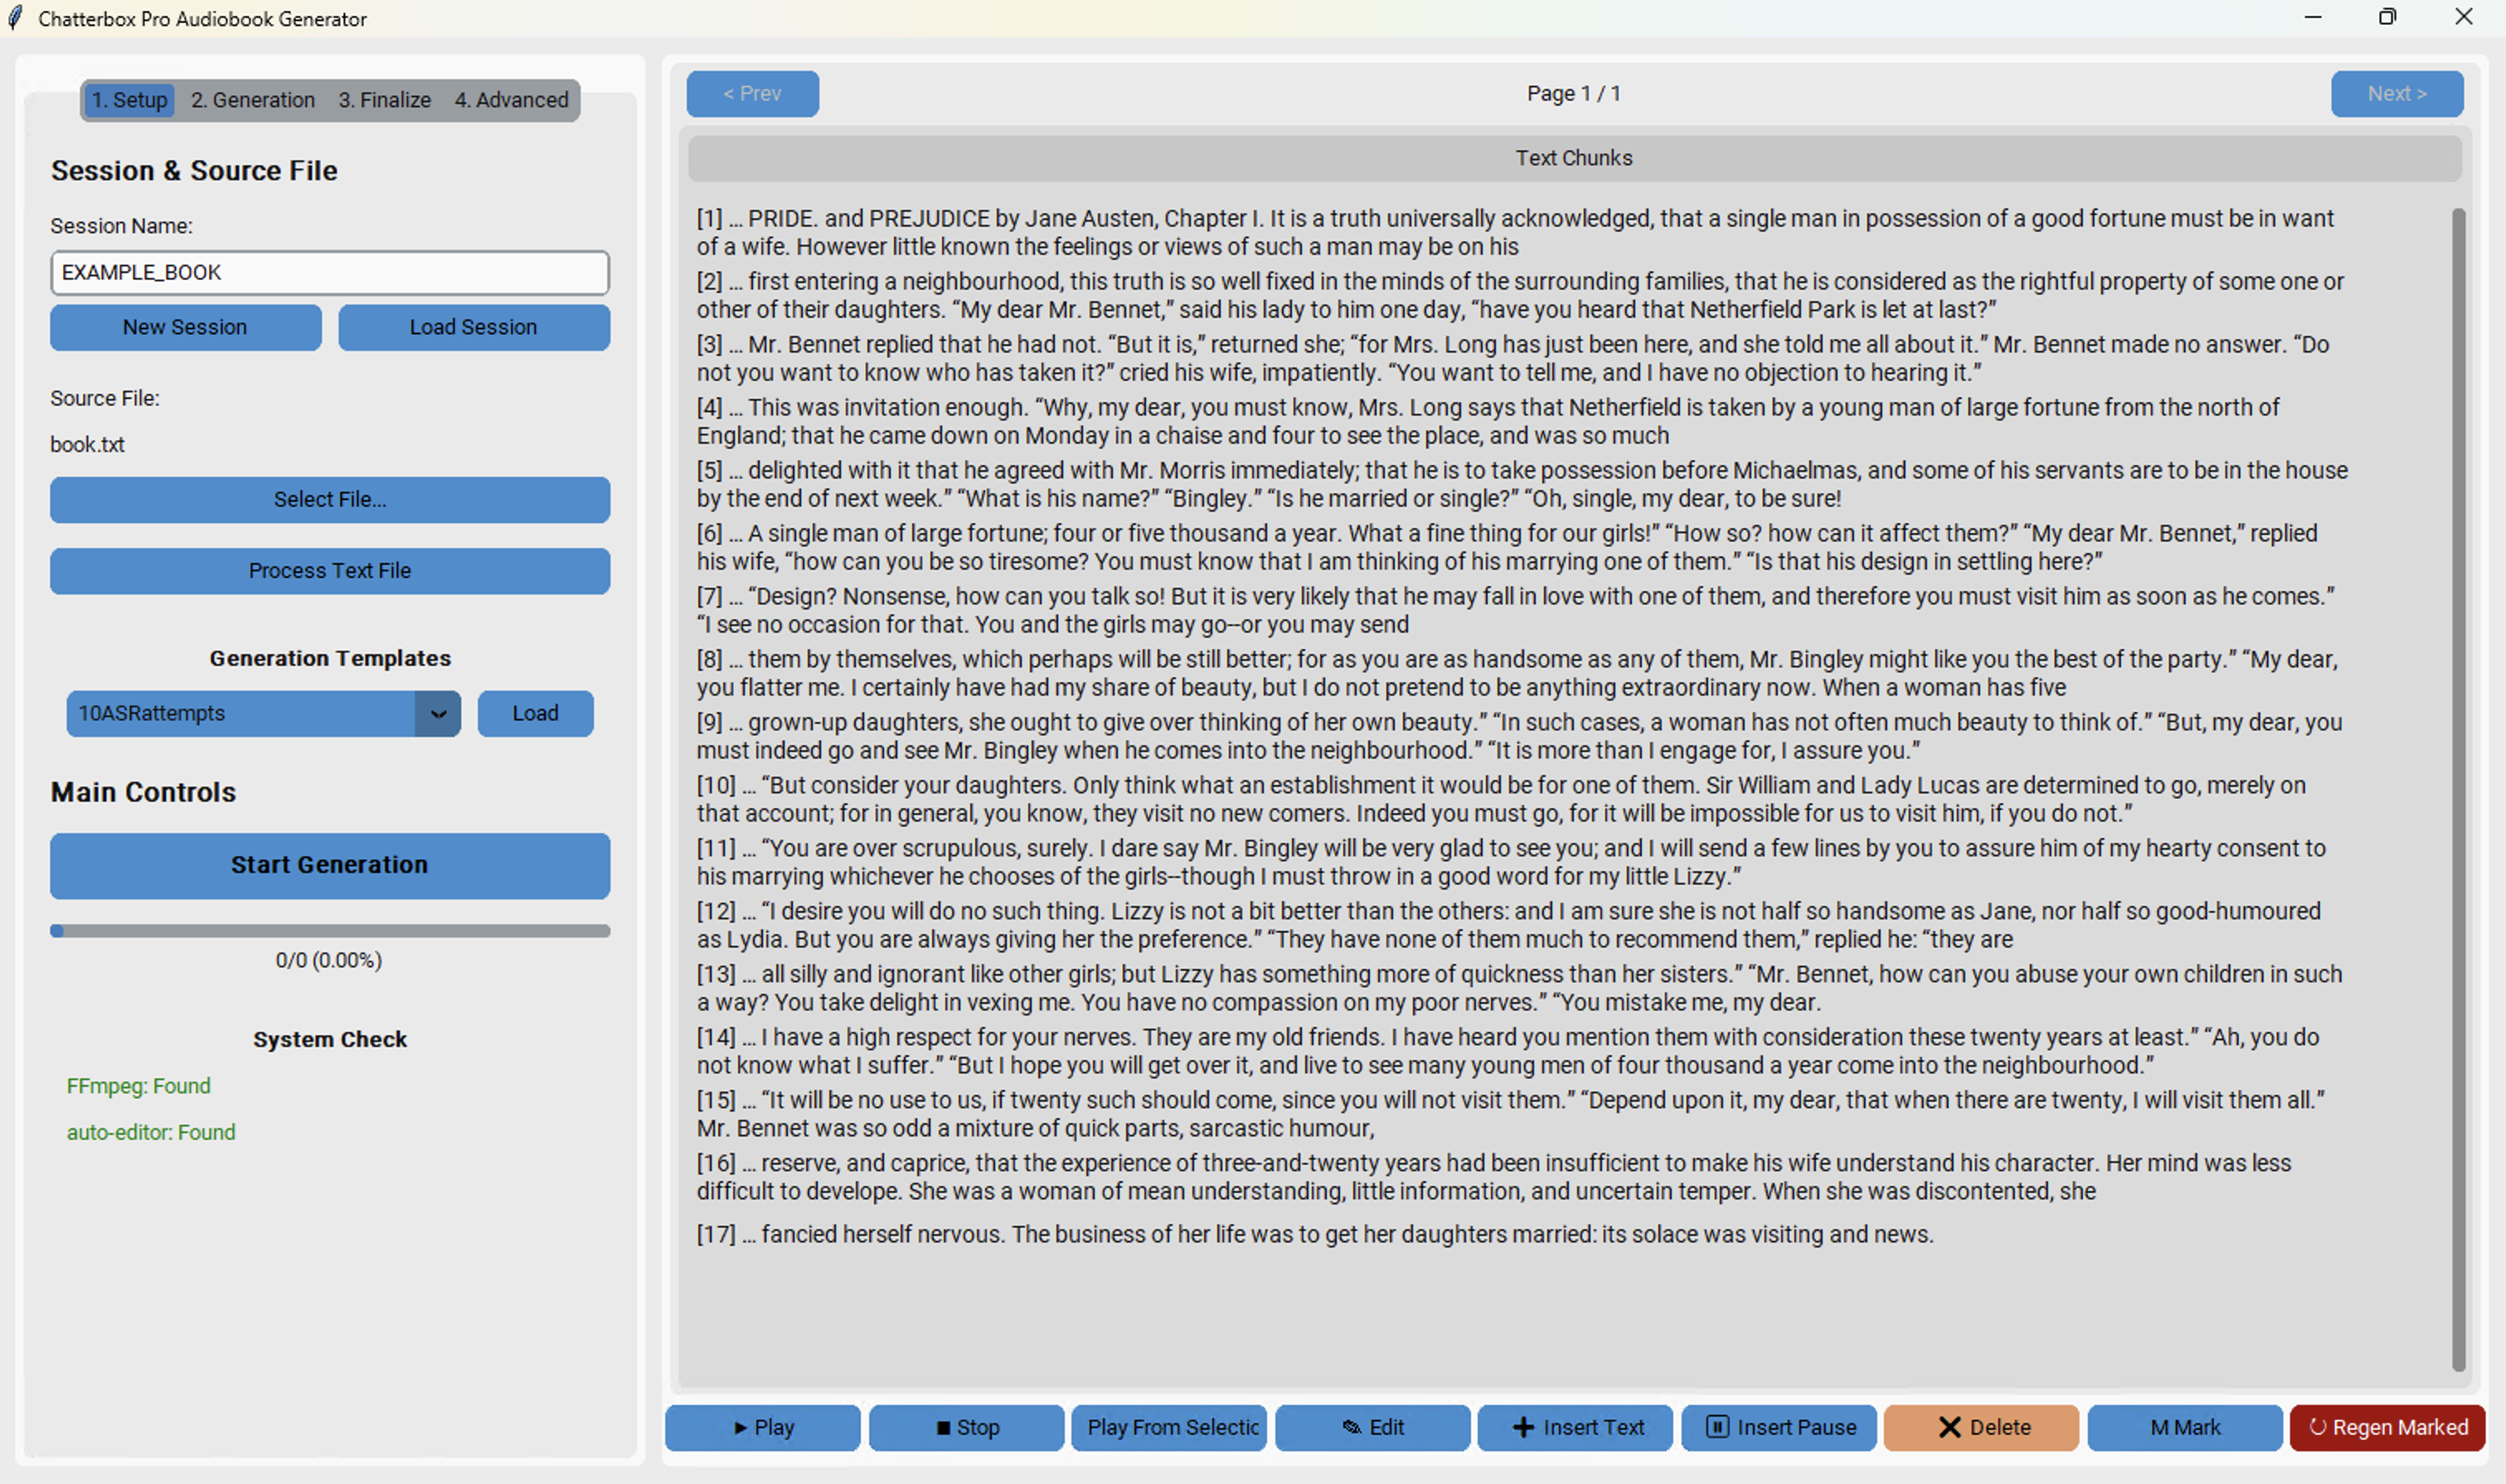 Chatterbox Pro Audiobook Generator
1. Setup 2. Generation 3. Finalize 4. Advanced
Session & Source File
Session Name:
EXAMPLE_BOOK
New Session Load Session
Source File:
book.txt
Select File...
Process Text File
Generation Templates
10ASRattempts Load
Main Controls
Start Generation
0/0 (0.00%)
System Check
FFmpeg: Found
auto-editor: Found
< Prev Page 1 / 1 Next >
Text Chunks
[1] ... PRIDE. and PREJUDICE by Jane Austen, Chapter I. It is a truth universally acknowledged, that a single man in possession of a good fortune must be in want
of a wife. However little known the feelings or views of such a man may be on his
[2] ... first entering a neighbourhood, this truth is so well fixed in the minds of the surrounding families, that he is considered as the rightful property of some one or
other of their daughters. “My dear Mr. Bennet,” said his lady to him one day, “have you heard that Netherfield Park is let at last?”
[3] ... Mr. Bennet replied that he had not. “But it is,” returned she; “for Mrs. Long has just been here, and she told me all about it.” Mr. Bennet made no answer. “Do
not you want to know who has taken it?” cried his wife, impatiently. “You want to tell me, and I have no objection to hearing it.”
[4] ... This was invitation enough. “Why, my dear, you must know, Mrs. Long says that Netherfield is taken by a young man of large fortune from the north of
England; that he came down on Monday in a chaise and four to see the place, and was so much
[5] ... delighted with it that he agreed with Mr. Morris immediately; that he is to take possession before Michaelmas, and some of his servants are to be in the house
by the end of next week.” “What is his name?” “Bingley.” “Is he married or single?” “Oh, single, my dear, to be sure!
[6] ... A single man of large fortune; four or five thousand a year. What a fine thing for our girls!” “How so? how can it affect them?” “My dear Mr. Bennet,” replied
his wife, “how can you be so tiresome? You must know that I am thinking of his marrying one of them.” “Is that his design in settling here?”
[7] ... “Design? Nonsense, how can you talk so! But it is very likely that he may fall in love with one of them, and therefore you must visit him as soon as he comes.”
“I see no occasion for that. You and the girls may go--or you may send
[8] ... them by themselves, which perhaps will be still better; for as you are as handsome as any of them, Mr. Bingley might like you the best of the party.” “My dear,
you flatter me. I certainly have had my share of beauty, but I do not pretend to be anything extraordinary now. When a woman has five
[9] ... grown-up daughters, she ought to give over thinking of her own beauty.” “In such cases, a woman has not often much beauty to think of.” “But, my dear, you
must indeed go and see Mr. Bingley when he comes into the neighbourhood.” “It is more than I engage for, I assure you.”
[10] ... “But consider your daughters. Only think what an establishment it would be for one of them. Sir William and Lady Lucas are determined to go, merely on
that account; for in general, you know, they visit no new comers. Indeed you must go, for it will be impossible for us to visit him, if you do not.”
[11] ... “You are over scrupulous, surely. I dare say Mr. Bingley will be very glad to see you; and I will send a few lines by you to assure him of my hearty consent to
his marrying whichever he chooses of the girls--though I must throw in a good word for my little Lizzy.”
[12] ... “I desire you will do no such thing. Lizzy is not a bit better than the others: and I am sure she is not half so handsome as Jane, nor half so good-humoured
as Lydia. But you are always giving her the preference.” “They have none of them much to recommend them,” replied he: “they are
[13] ... all silly and ignorant like other girls; but Lizzy has something more of quickness than her sisters.” “Mr. Bennet, how can you abuse your own children in such
a way? You take delight in vexing me. You have no compassion on my poor nerves.” “You mistake me, my dear.
[14] ... I have a high respect for your nerves. They are my old friends. I have heard you mention them with consideration these twenty years at least.” “Ah, you do
not know what I suffer.” “But I hope you will get over it, and live to see many young men of four thousand a year come into the neighbourhood.”
[15] ... “It will be no use to us, if twenty such should come, since you will not visit them.” “Depend upon it, my dear, that when there are twenty, I will visit them all.”
Mr. Bennet was so odd a mixture of quick parts, sarcastic humour,
[16] ... reserve, and caprice, that the experience of three-and-twenty years had been insufficient to make his wife understand his character. Her mind was less
difficult to develope. She was a woman of mean understanding, little information, and uncertain temper. When she was discontented, she
[17] ... fancied herself nervous. The business of her life was to get her daughters married: its solace was visiting and news.
▶ Play ■ Stop Play From Selectic ✎ Edit ➕ Insert Text ⏸ Insert Pause ❌ Delete M Mark ↻ Regen Marked